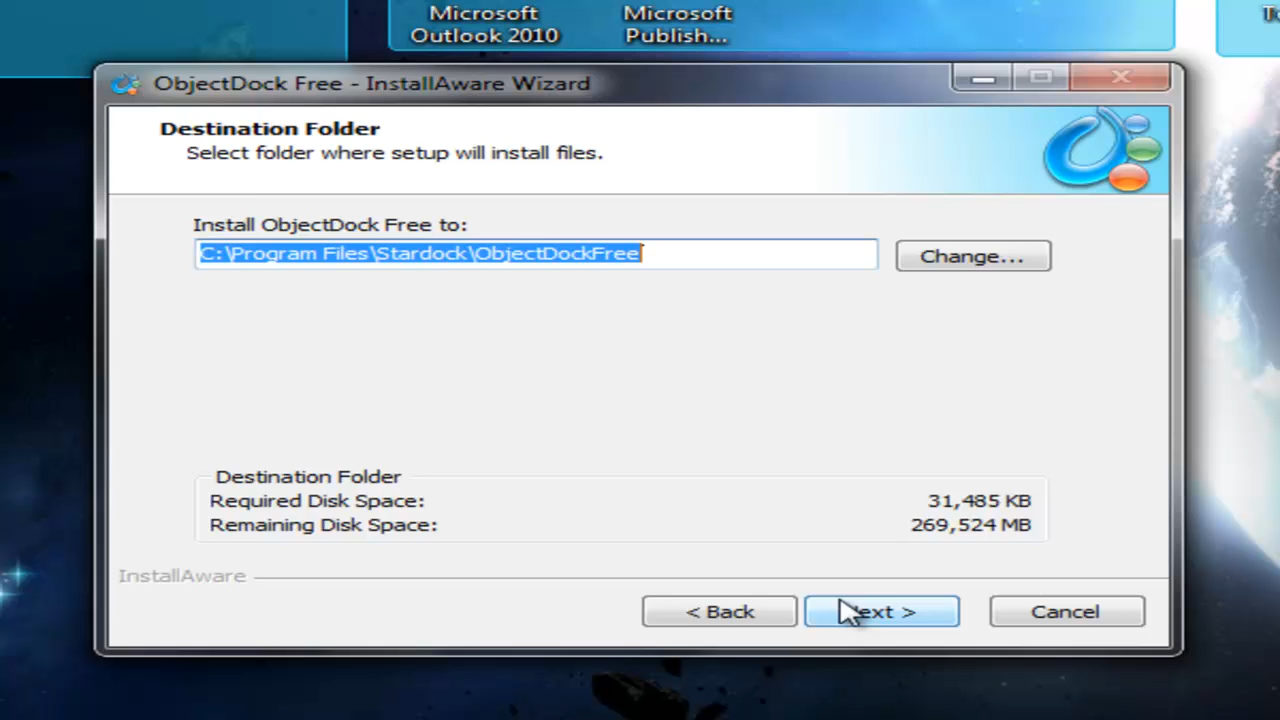 Microsoft
Outlook 2010
Microsoft
Publish...
ObjectDock Free - InstallAware Wizard
Destination Folder
Select folder where setup will install files.
Install ObjectDock Free to:
C:\Program Files\Stardock\ObjectDockFree
Change...
Destination Folder
Required Disk Space: 31,485 KB
Remaining Disk Space: 269,524 MB
InstallAware
< Back
Next >
Cancel